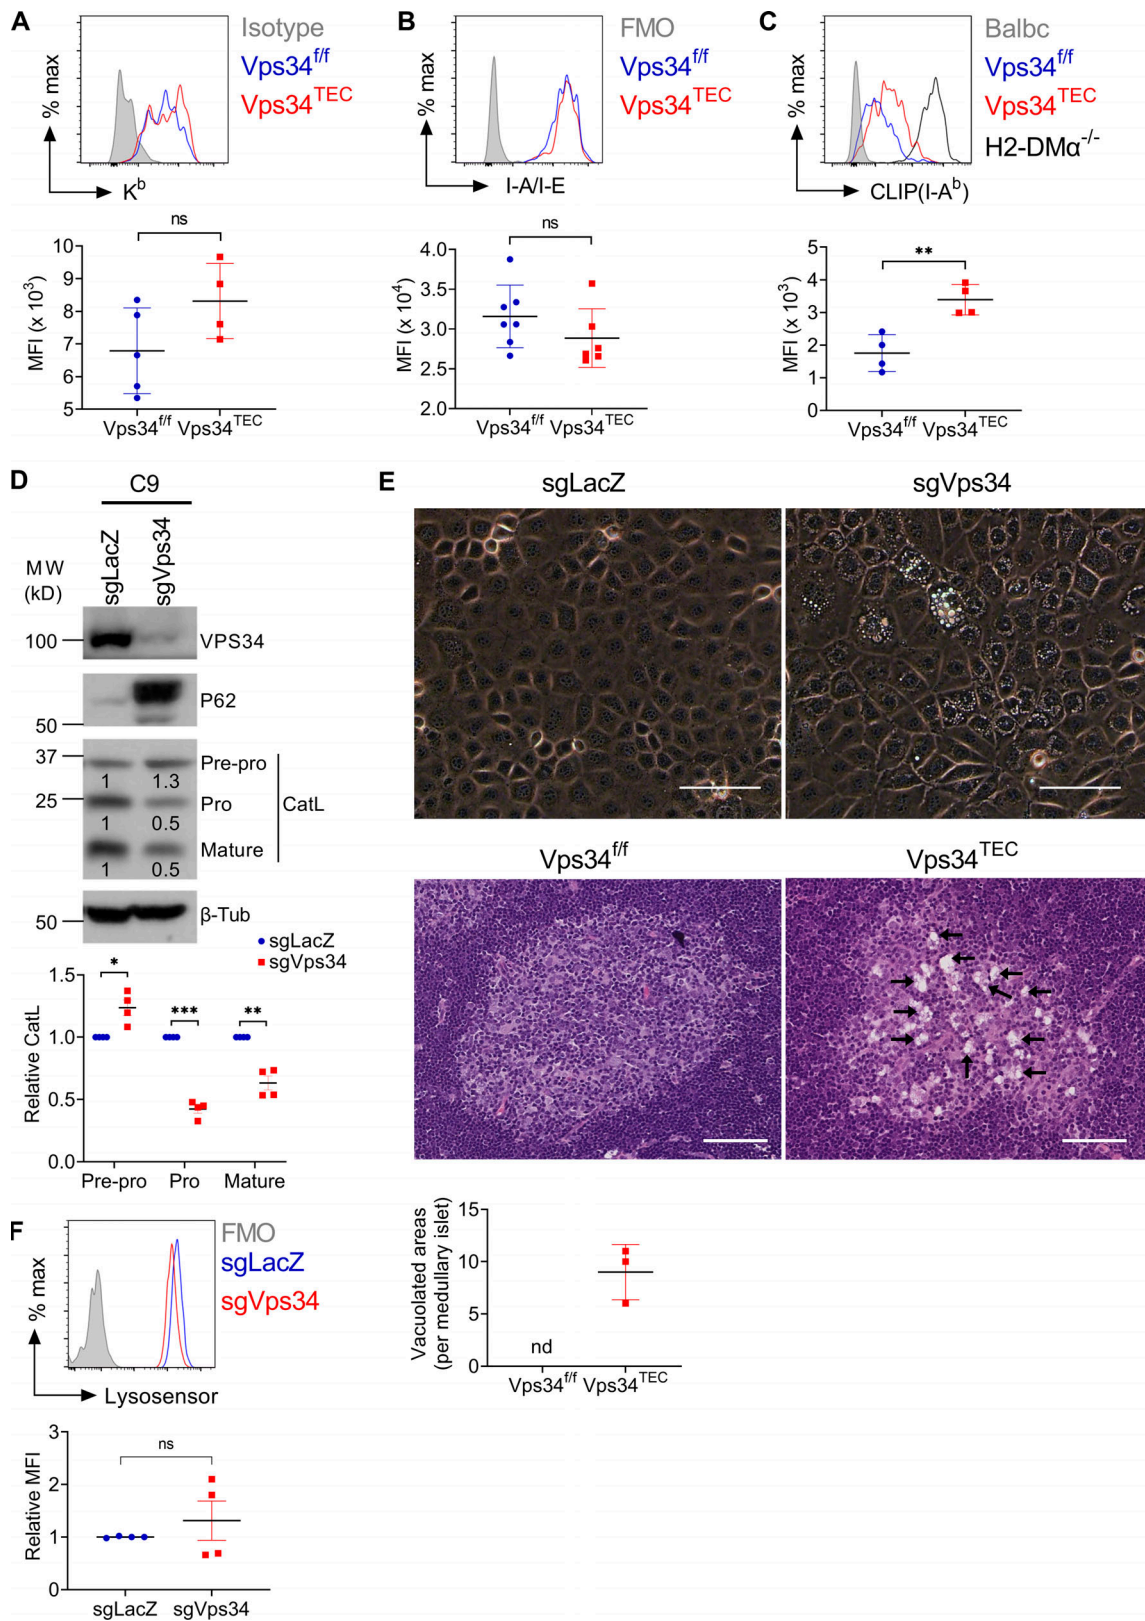 A
Isotype
Vps34f/f
Vps34TEC
% max
Kb
ns
10
9
8
7
6
5
MFI (x 103)
Vps34f/f Vps34TEC
B
FMO
Vps34f/f
Vps34TEC
% max
I-A/I-E
ns
4.0
3.5
3.0
2.5
2.0
MFI (x 104)
Vps34f/f Vps34TEC
C
Balbc
Vps34f/f
Vps34TEC
H2-DMα-/-
% max
CLIP(I-Ab)
**
5
4
3
2
1
0
MFI (x 103)
Vps34f/f Vps34TEC
D
C9
sgLacZ
sgVps34
MW
(kD)
100
VPS34
P62
50
37
Pre-pro
1 1.3
25
Pro
CatL
1 0.5
Mature
1 0.5
50
β-Tub
sgLacZ
sgVps34
1.5
1.0
0.5
0.0
Relative CatL
*
***
**
Pre-pro Pro Mature
E
sgLacZ
sgVps34
Vps34f/f
Vps34TEC
15
10
5
0
Vacuolated areas
(per medullary islet)
nd
Vps34f/f Vps34TEC
F
FMO
sgLacZ
sgVps34
% max
Lysosensor
ns
3
2
1
0
Relative MFI
sgLacZ sgVps34